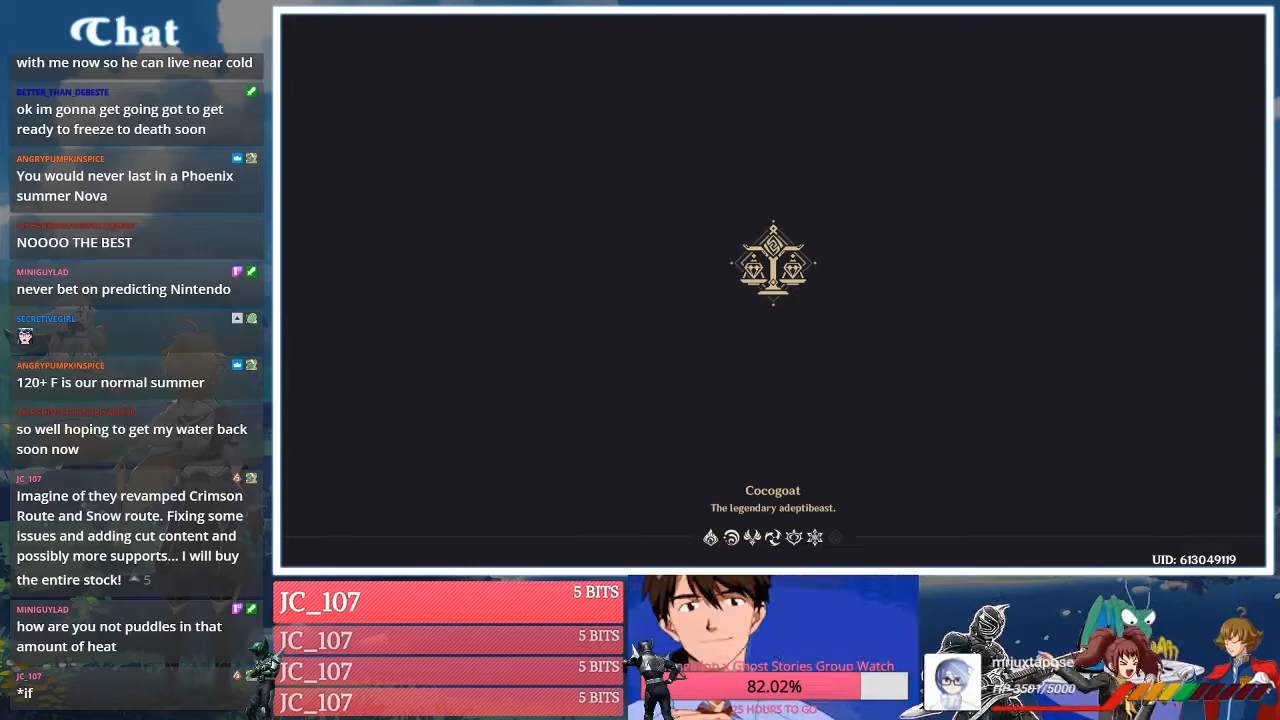 Chat
with me now so he can live near cold
BETTER_THAN_DEBESTE
ok im gonna get going got to get
ready to freeze to death soon
ANGRYPUMPKINSPICE
You would never last in a Phoenix
summer Nova
NOOOO THE BEST
MINIGUYLAD
never bet on predicting Nintendo
SECRETIVEGIRL
ANGRYPUMPKINSPICE
120+ F is our normal summer
so well hoping to get my water back
soon now
JC_107
Imagine of they revamped Crimson
Route and Snow route. Fixing some
issues and adding cut content and
possibly more supports... I will buy
the entire stock! 5
MINIGUYLAD
how are you not puddles in that
amount of heat
JC_107
*if
Cocogoat
The legendary adeptibeast.
UID: 613049119
JC_107 5 BITS
JC_107 5 BITS
JC_107 5 BITS
JC_107 5 BITS
X Ghost Stories Group Watch
82.02%
25 HOURS TO GO
mrjuxtapose
HP 3501/5000